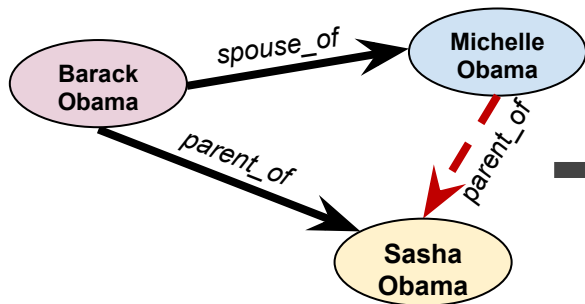 spouse_of
Michelle
Obama
Barack
Obama
parent_of
parent_of
Sasha
Obama